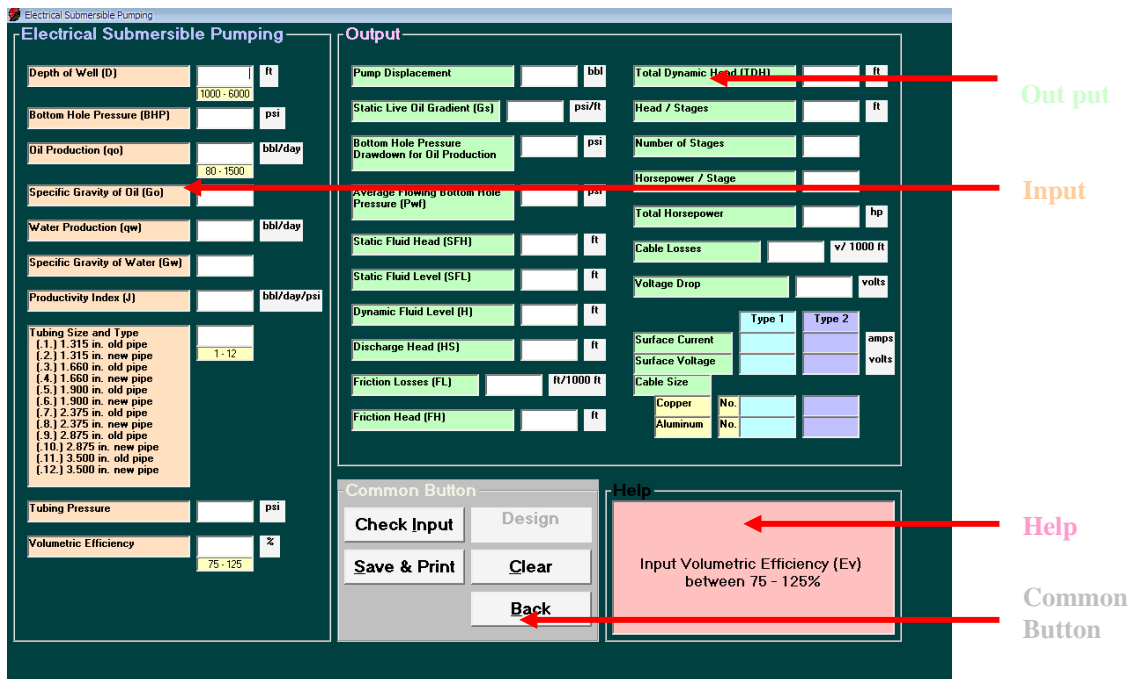 Electrical Submersible Pumping
Electrical Submersible Pumping
Depth of Well (D)
ft
1000 - 6000
Bottom Hole Pressure (BHP)
psi
Oil Production (qo)
bbl/day
80 - 1500
Specific Gravity of Oil (Go)
Water Production (qw)
bbl/day
Specific Gravity of Water (Gw)
Productivity Index (J)
bbl/day/psi
Tubing Size and Type
(.1.) 1.315 in. old pipe
(.2.) 1.315 in. new pipe
(.3.) 1.660 in. old pipe
(.4.) 1.660 in. new pipe
(.5.) 1.900 in. old pipe
(.6.) 1.900 in. new pipe
(.7.) 2.375 in. old pipe
(.8.) 2.375 in. new pipe
(.9.) 2.875 in. old pipe
(.10.) 2.875 in. new pipe
(.11.) 3.500 in. old pipe
(.12.) 3.500 in. new pipe
1 - 12
Tubing Pressure
psi
Volumetric Efficiency
%
75 - 125
Output
Pump Displacement
bbl
Static Live Oil Gradient (Gs)
psi/ft
Bottom Hole Pressure
Drawdown for Oil Production
psi
Average Flowing Bottom Hole
Pressure (Pwf)
psi
Static Fluid Head (SFH)
ft
Static Fluid Level (SFL)
ft
Dynamic Fluid Level (H)
ft
Discharge Head (HS)
ft
Friction Losses (FL)
ft/1000 ft
Friction Head (FH)
ft
Total Dynamic Head (TDH)
ft
Head / Stages
ft
Number of Stages
Horsepower / Stage
Total Horsepower
hp
Cable Losses
v/ 1000 ft
Voltage Drop
volts
Type 1
Type 2
Surface Current
amps
Surface Voltage
volts
Cable Size
Copper
No.
Aluminum
No.
Common Button
Check Input
Design
Save & Print
Clear
Back
Help
Input Volumetric Efficiency (Ev)
between 75 - 125%
Out put
Input
Help
Common
Button